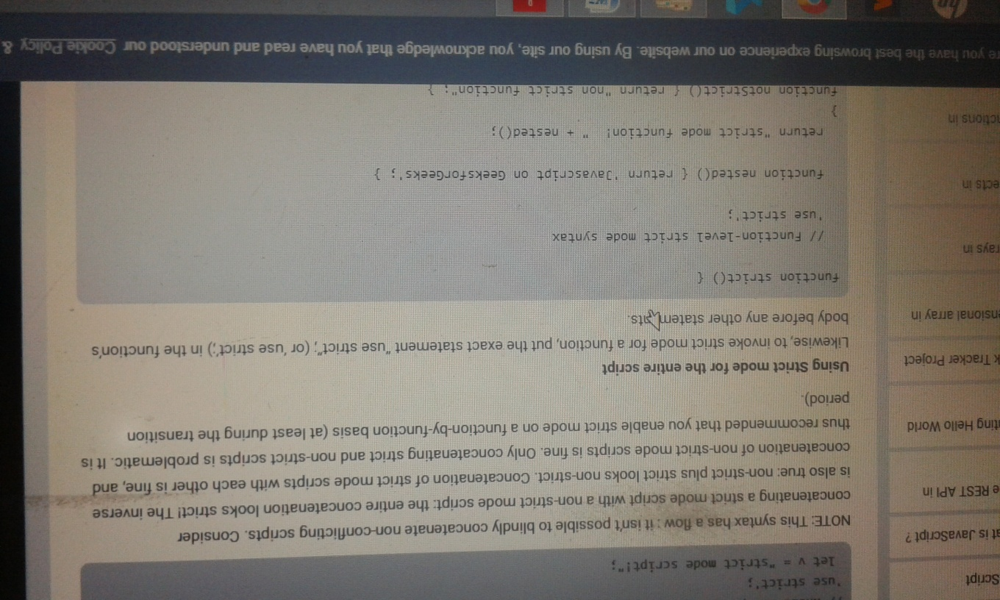 'use strict';
let v = "strict mode script!";
NOTE: This syntax has a flow : it isn't possible to blindly concatenate non-conflicting scripts. Consider
concatenating a strict mode script with a non-strict mode script: the entire concatenation looks strict! The inverse
is also true: non-strict plus strict looks non-strict. Concatenation of strict mode scripts with each other is fine, and
concatenation of non-strict mode scripts is fine. Only concatenating strict and non-strict scripts is problematic. It is
thus recommended that you enable strict mode on a function-by-function basis (at least during the transition
period).
Using Strict mode for the entire script
Likewise, to invoke strict mode for a function, put the exact statement "use strict"; (or 'use strict';) in the function's
body before any other statements.
function strict() {
// Function-level strict mode syntax
'use strict';
function nested() { return 'Javascript on GeeksforGeeks'; }
return "strict mode function!  " + nested();
}
function notStrict() { return "non strict function"; }
Script
at is JavaScript ?
e REST API in
ating Hello World
k Tracker Project
ensional array in
rays in
ects in
nctions in
re you have the best browsing experience on our website. By using our site, you acknowledge that you have read and understood our Cookie Policy &
hp